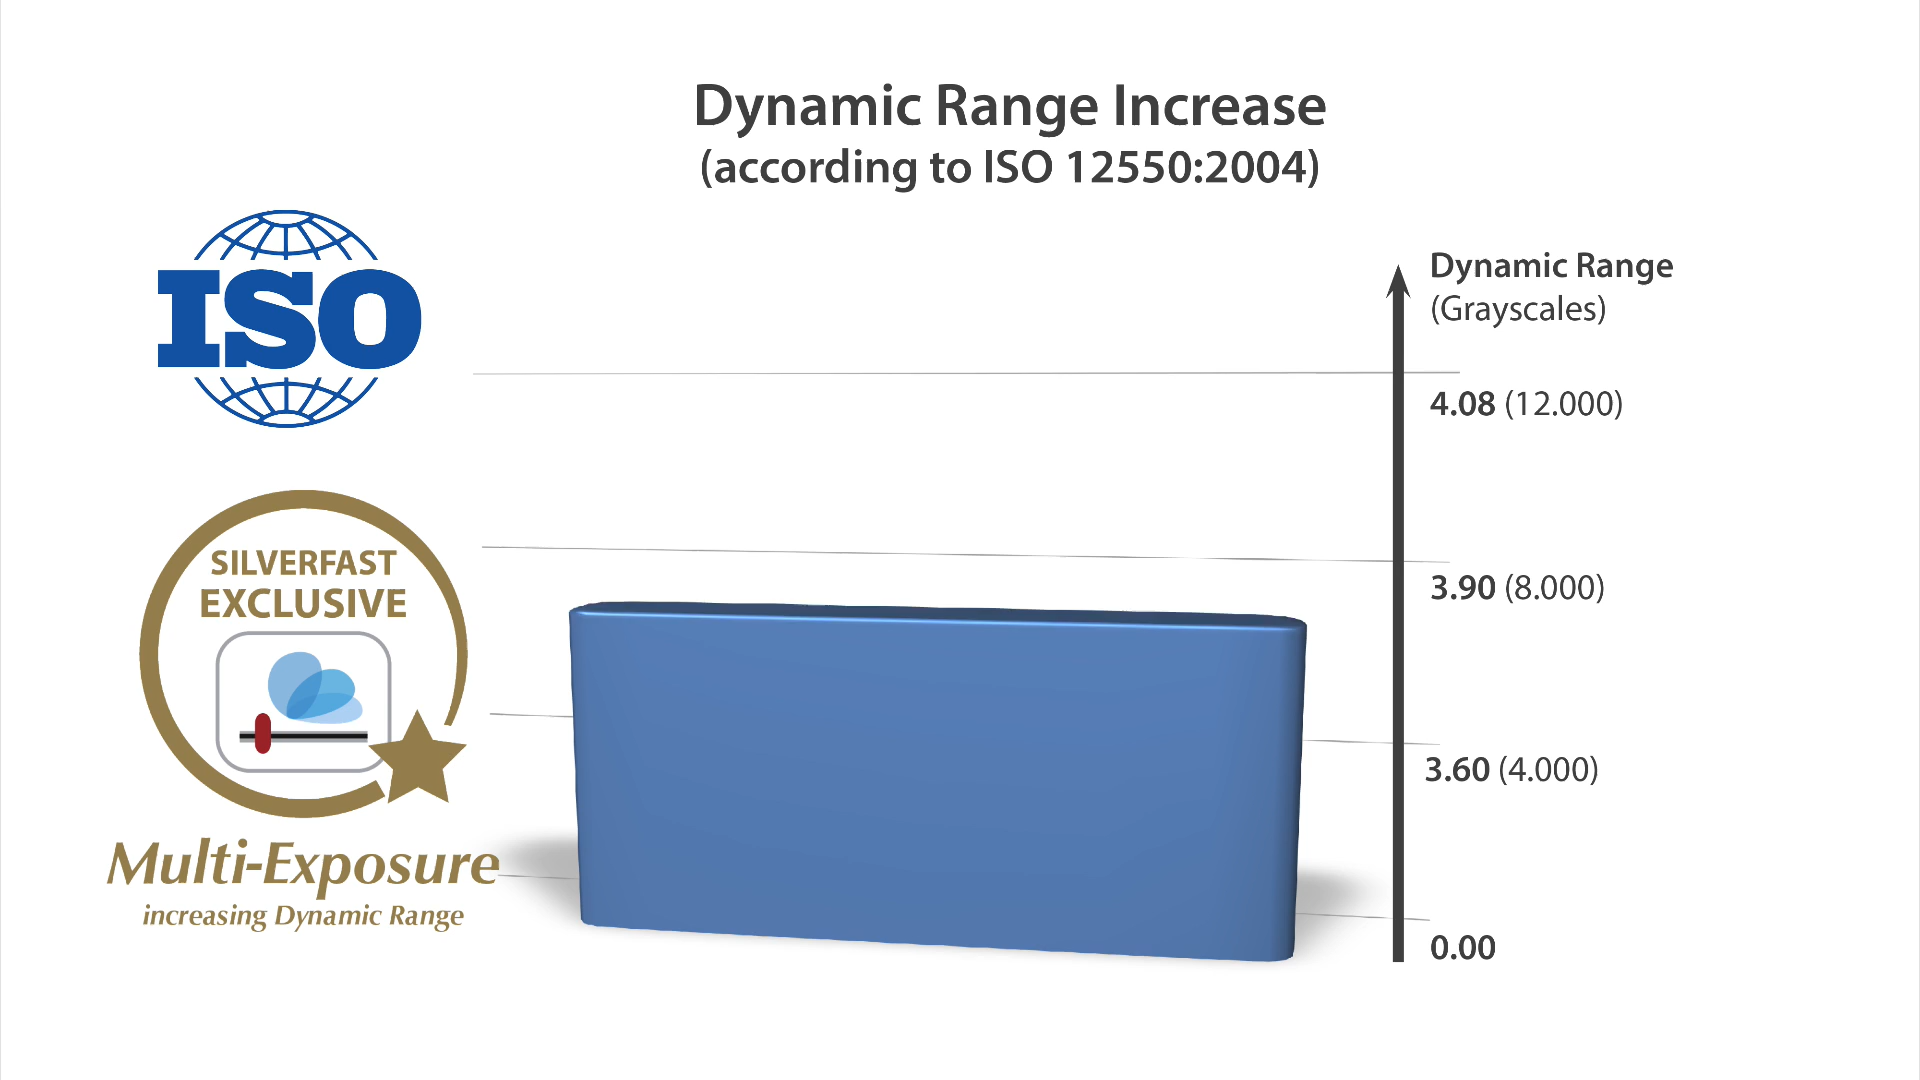 Dynamic Range Increase
(according to ISO 12550:2004)
ISO
Dynamic Range
(Grayscales)
4.08 (12.000)
SILVERFAST
EXCLUSIVE
3.90 (8.000)
3.60 (4.000)
Multi-Exposure
increasing Dynamic Range
0.00